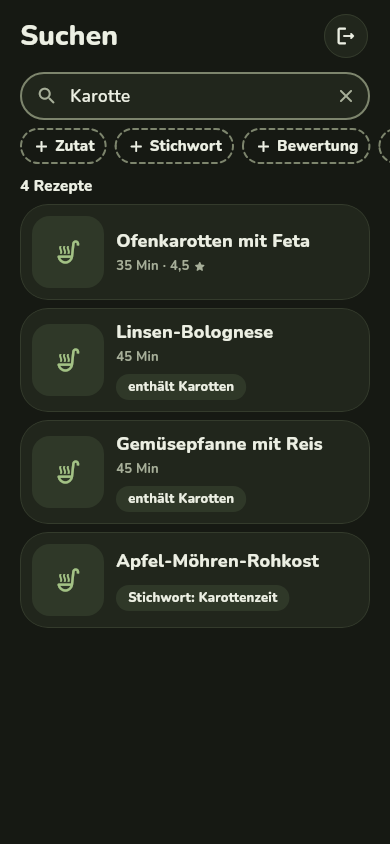 Suchen
Karotte
+ Zutat
+ Stichwort
+ Bewertung
4 Rezepte
Ofenkarotten mit Feta
35 Min · 4,5 ★
Linsen-Bolognese
45 Min
enthält Karotten
Gemüsepfanne mit Reis
45 Min
enthält Karotten
Apfel-Möhren-Rohkost
Stichwort: Karottenzeit